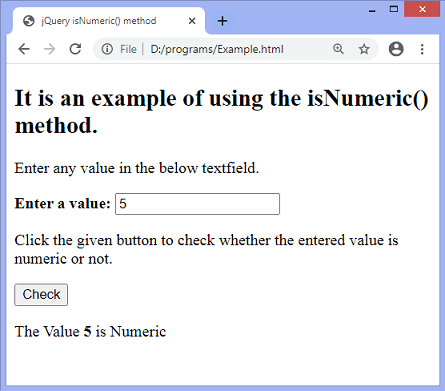 jQuery isNumeric() method
File | D:/programs/Example.html
It is an example of using the isNumeric()
method.
Enter any value in the below textfield.
Enter a value: 5
Click the given button to check whether the entered value is
numeric or not.
Check
The Value 5 is Numeric